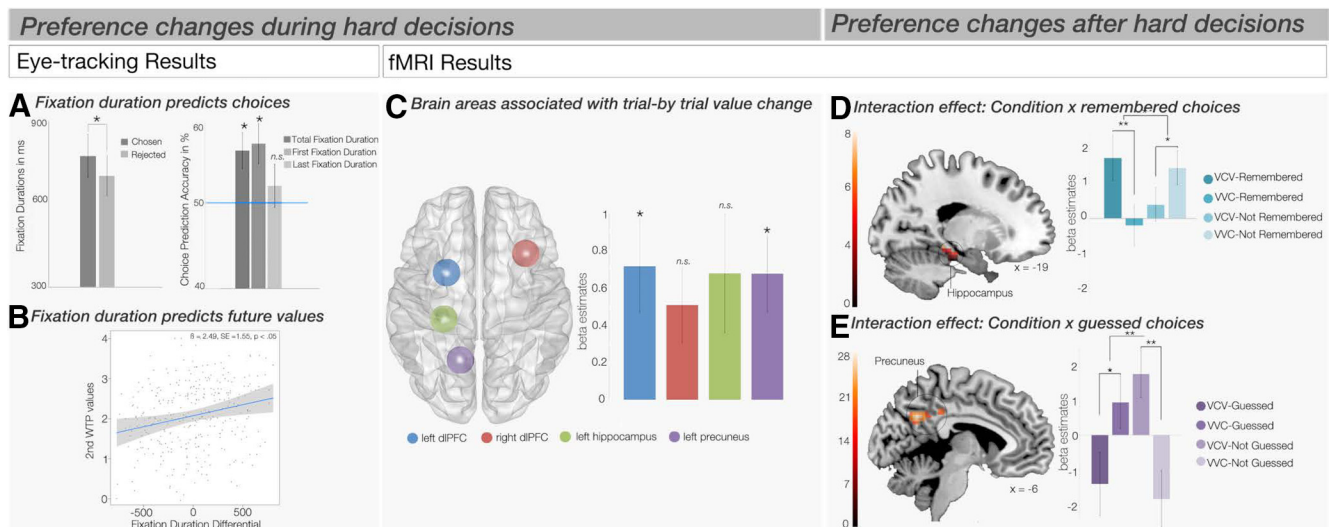 Preference changes during hard decisions
Preference changes after hard decisions
Eye-tracking Results
fMRI Results
A Fixation duration predicts choices
900
600
300
Fixation Durations in ms
*
Chosen
Rejected
60
50
40
Choice Prediction Accuracy in %
* *
n.s.
Total Fixation Duration
First Fixation Duration
Last Fixation Duration
B Fixation duration predicts future values
ß = 2.49, SE =1.55, p < .05
4
3
2
1
0
2nd WTP values
-500 0 500
Fixation Duration Differential
C Brain areas associated with trial-by trial value change
1
0.8
0.6
0.4
0.2
0
beta estimates
* n.s. n.s. *
left dlPFC right dlPFC left hippocampus left precuneus
D Interaction effect: Condition x remembered choices
8
6
4
2
0
x = -19
Hippocampus
2
1
0
-1
-2
beta estimates
** *
*
VCV-Remembered
VVC-Remembered
VCV-Not Remembered
VVC-Not Remembered
E Interaction effect: Condition x guessed choices
28
21
14
7
0
Precuneus
x = -6
2
1
0
-1
-2
beta estimates
**
* **
VCV-Guessed
VVC-Guessed
VCV-Not Guessed
VVC-Not Guessed